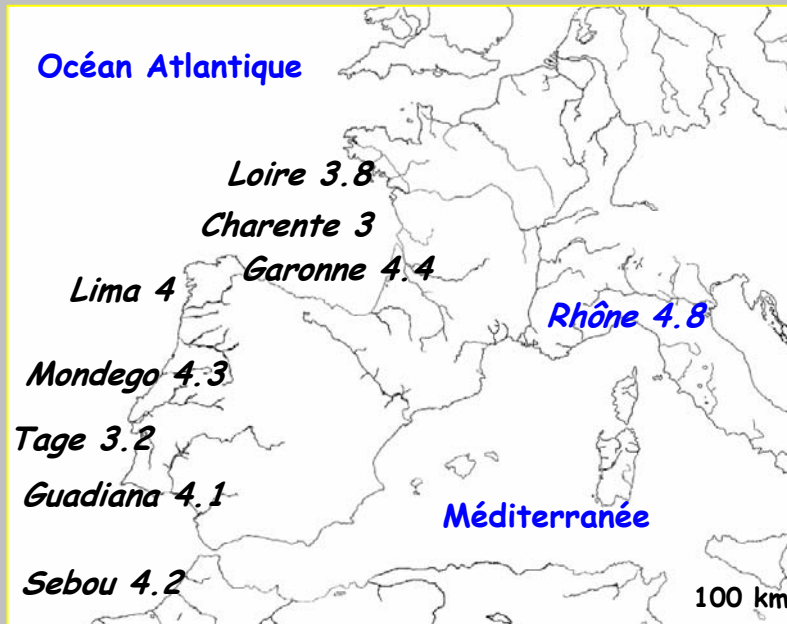 Océan Atlantique
Loire 3.8
Charente 3
Garonne 4.4
Lima 4
Rhône 4.8
Mondego 4.3
Tage 3.2
Guadiana 4.1
Méditerranée
Sebou 4.2
100 km